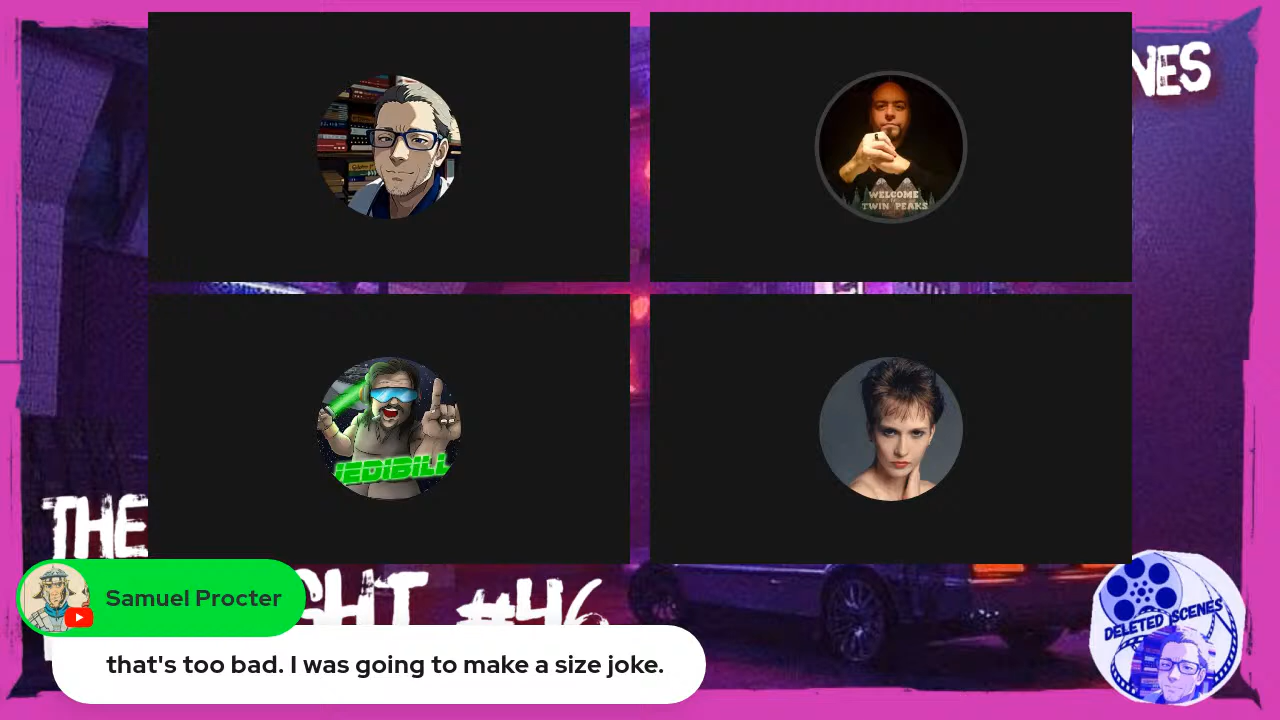 NES
WELCOME
TWIN PEAKS
JEDIBILL
THE
GHT #46
Samuel Procter
that's too bad. I was going to make a size joke.
DELETED SCENES